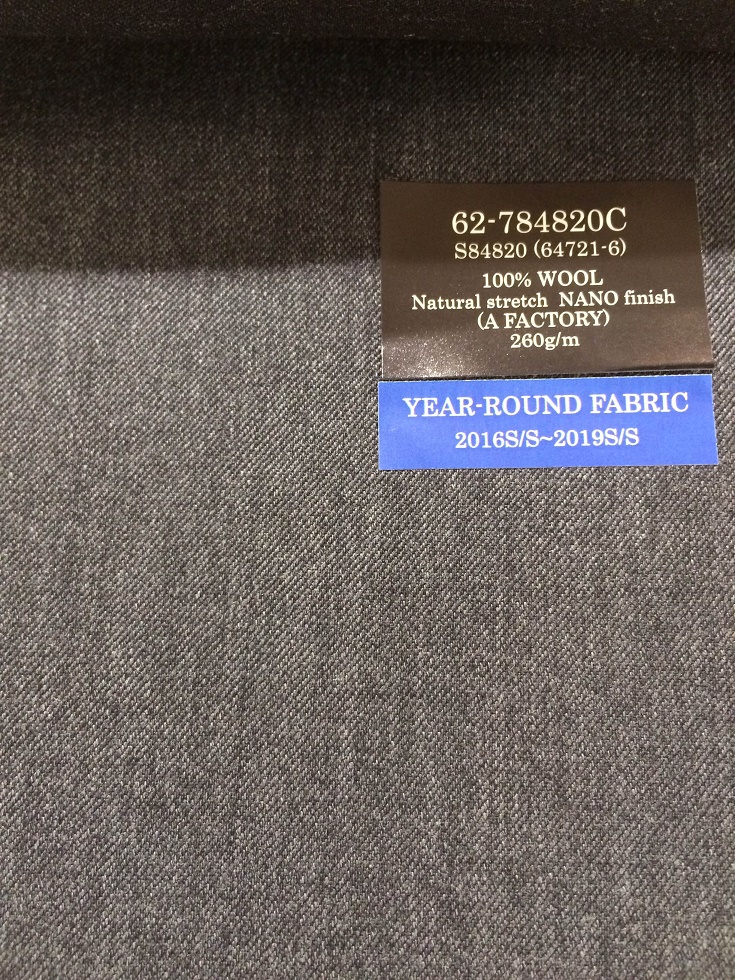 62-784820C
S84820 (64721-6)
100% WOOL
Natural stretch NANO finish
(A FACTORY)
260g/m
YEAR-ROUND FABRIC
2016S/S~2019S/S